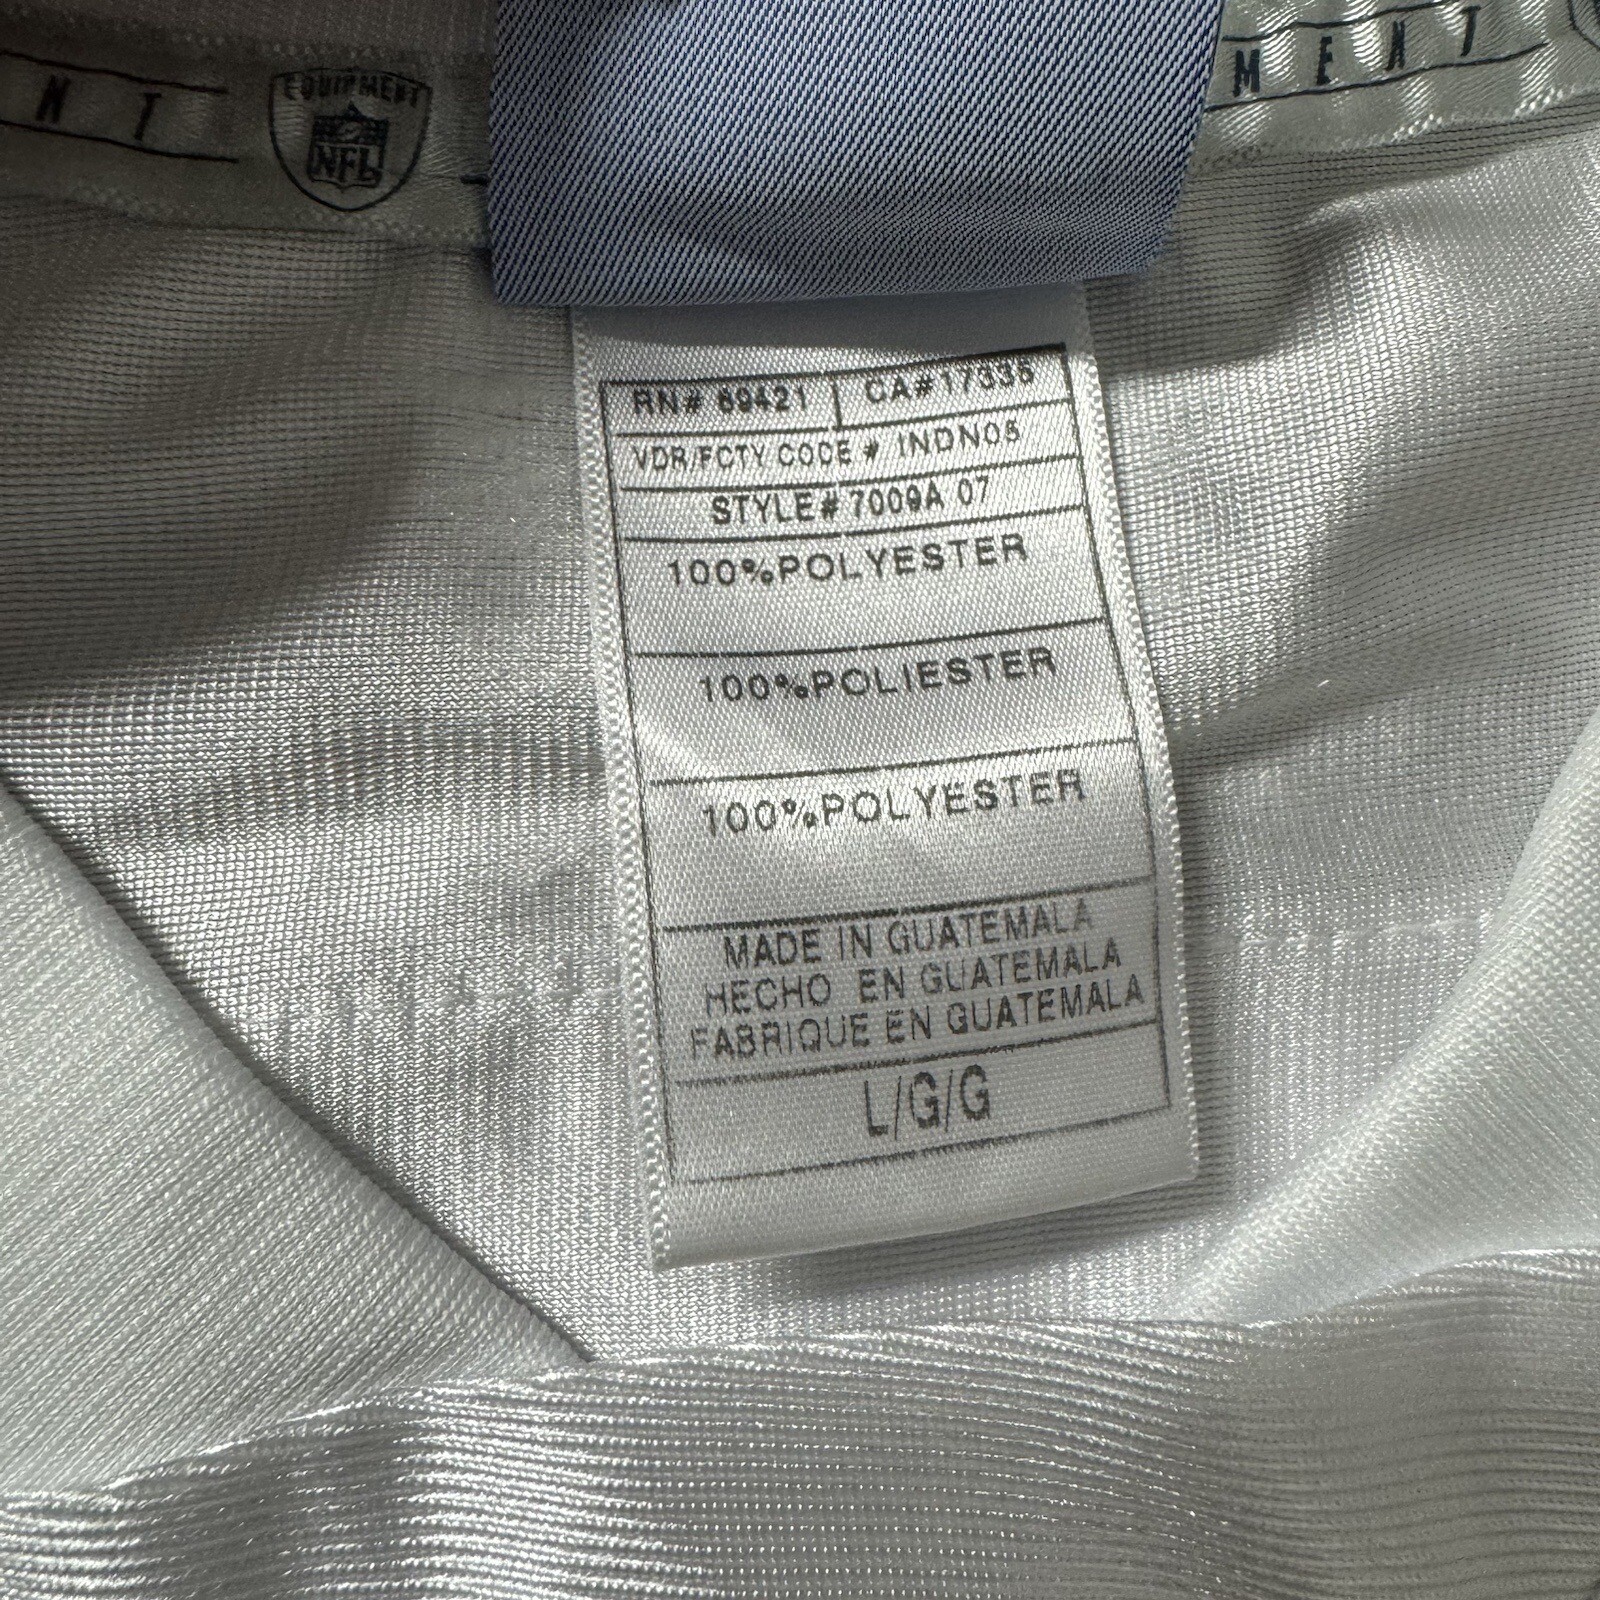 N T
EQUIPMENT
NFL
M E N T
RN# 69421 CA#17335
VDR/FCTY CODE # INDN05
STYLE# 7009A 07
100%POLYESTER
100%POLIESTER
100%POLYESTER
MADE IN GUATEMALA
HECHO EN GUATEMALA
FABRIQUE EN GUATEMALA
L/G/G